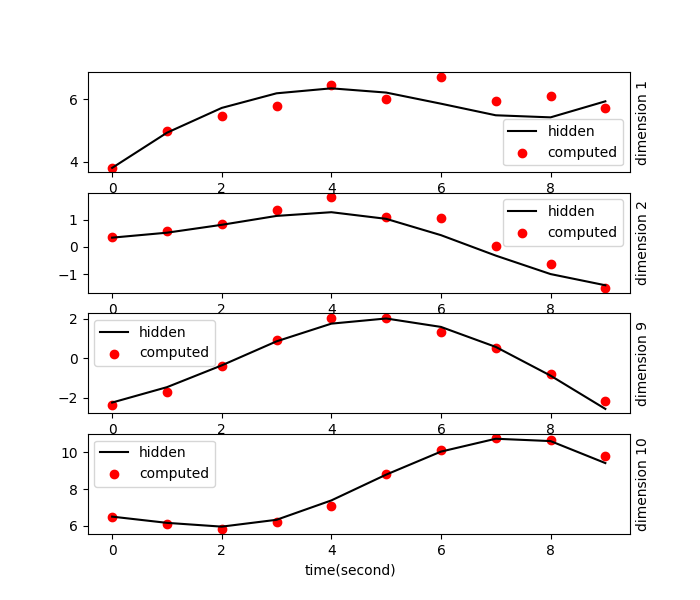 6
4
hidden
computed
dimension 1
0 2 4 6 8
1
0
−1
hidden
computed
dimension 2
0 2 4 6 8
2
0
−2
hidden
computed
dimension 9
0 2 4 6 8
10
8
6
hidden
computed
dimension 10
0 2 4 6 8
time(second)